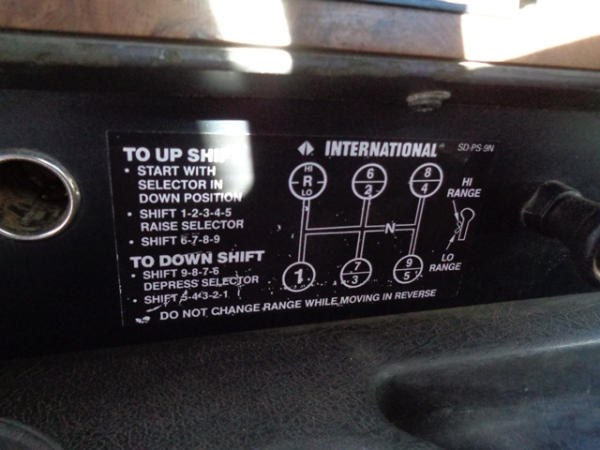 TO UP
• START WITH
SELECTOR IN
DOWN POSITION
• SHIFT 1-2-3-4-5
RAISE SELECTOR
• SHIFT 6-7-8-9
TO DOWN SHIFT
• SHIFT 9-8-7-6
DEPRESS SELECTOR
• SHIFT 5-4-3-2-1
DO NOT CHANGE RANGE WHILE MOVING IN REVERSE
INTERNATIONAL
SD-PS-9N
HI
R
LO
6
2
8
4
N
1
7
3
9
5
HI
RANGE
LO
RANGE